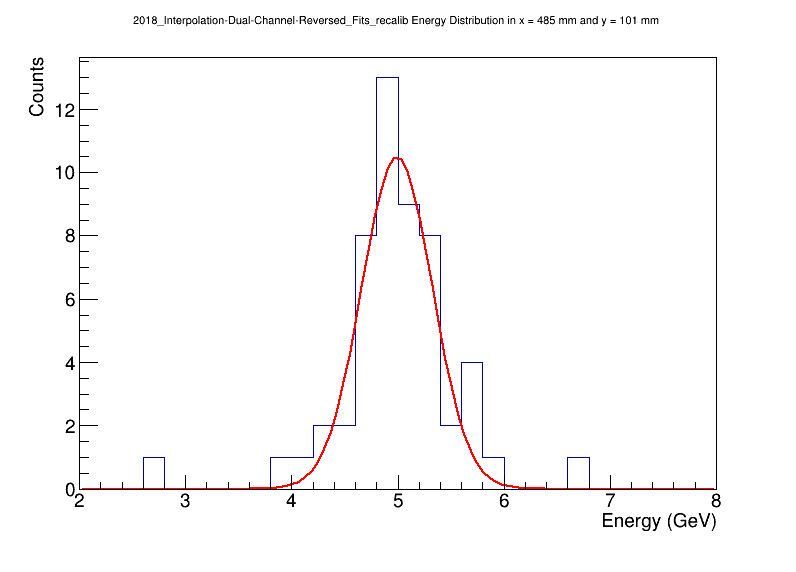 2018_Interpolation-Dual-Channel-Reversed_Fits_recalib Energy Distribution in x = 485 mm and y = 101 mm
Counts
12
10
8
6
4
2
0
2 3 4 5 6 7 8
Energy (GeV)